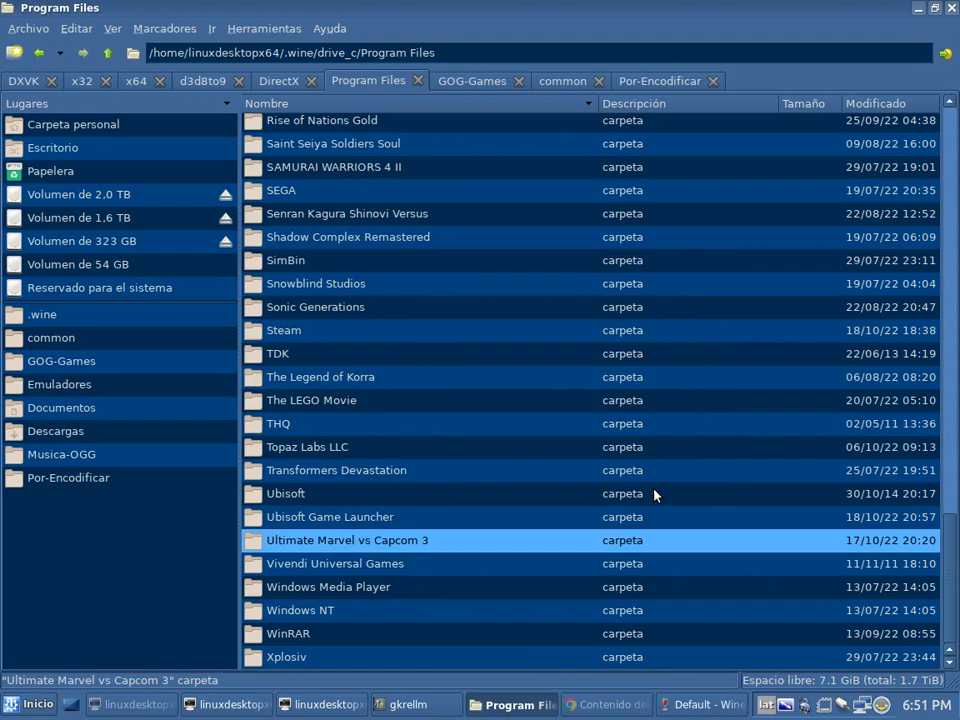 Program Files
Archivo Editar Ver Marcadores Ir Herramientas Ayuda
/home/linuxdesktopx64/.wine/drive_c/Program Files
DXVK x32 x64 d3d8to9 DirectX Program Files GOG-Games common Por-Encodificar
Lugares
Carpeta personal
Escritorio
Papelera
Volumen de 2,0 TB
Volumen de 1,6 TB
Volumen de 323 GB
Volumen de 54 GB
Reservado para el sistema
.wine
common
GOG-Games
Emuladores
Documentos
Descargas
Musica-OGG
Por-Encodificar
Nombre Descripción Tamaño Modificado
Rise of Nations Gold carpeta 25/09/22 04:38
Saint Seiya Soldiers Soul carpeta 09/08/22 16:00
SAMURAI WARRIORS 4 II carpeta 29/07/22 19:01
SEGA carpeta 19/07/22 20:35
Senran Kagura Shinovi Versus carpeta 22/08/22 12:52
Shadow Complex Remastered carpeta 19/07/22 06:09
SimBin carpeta 29/07/22 23:11
Snowblind Studios carpeta 19/07/22 04:04
Sonic Generations carpeta 22/08/22 20:47
Steam carpeta 18/10/22 18:38
TDK carpeta 22/06/13 14:19
The Legend of Korra carpeta 06/08/22 08:20
The LEGO Movie carpeta 20/07/22 05:10
THQ carpeta 02/05/11 13:36
Topaz Labs LLC carpeta 06/10/22 09:13
Transformers Devastation carpeta 25/07/22 19:51
Ubisoft carpeta 30/10/14 20:17
Ubisoft Game Launcher carpeta 18/10/22 20:57
Ultimate Marvel vs Capcom 3 carpeta 17/10/22 20:20
Vivendi Universal Games carpeta 11/11/11 18:10
Windows Media Player carpeta 13/07/22 14:05
Windows NT carpeta 13/07/22 14:05
WinRAR carpeta 13/09/22 08:55
Xplosiv carpeta 29/07/22 23:44
"Ultimate Marvel vs Capcom 3" carpeta Espacio libre: 7.1 GiB (total: 1.7 TiB)
Inicio linuxdesktopx linuxdesktopx linuxdesktop gkrellm Program File Contenido de Default - Wine lat 6:51 PM